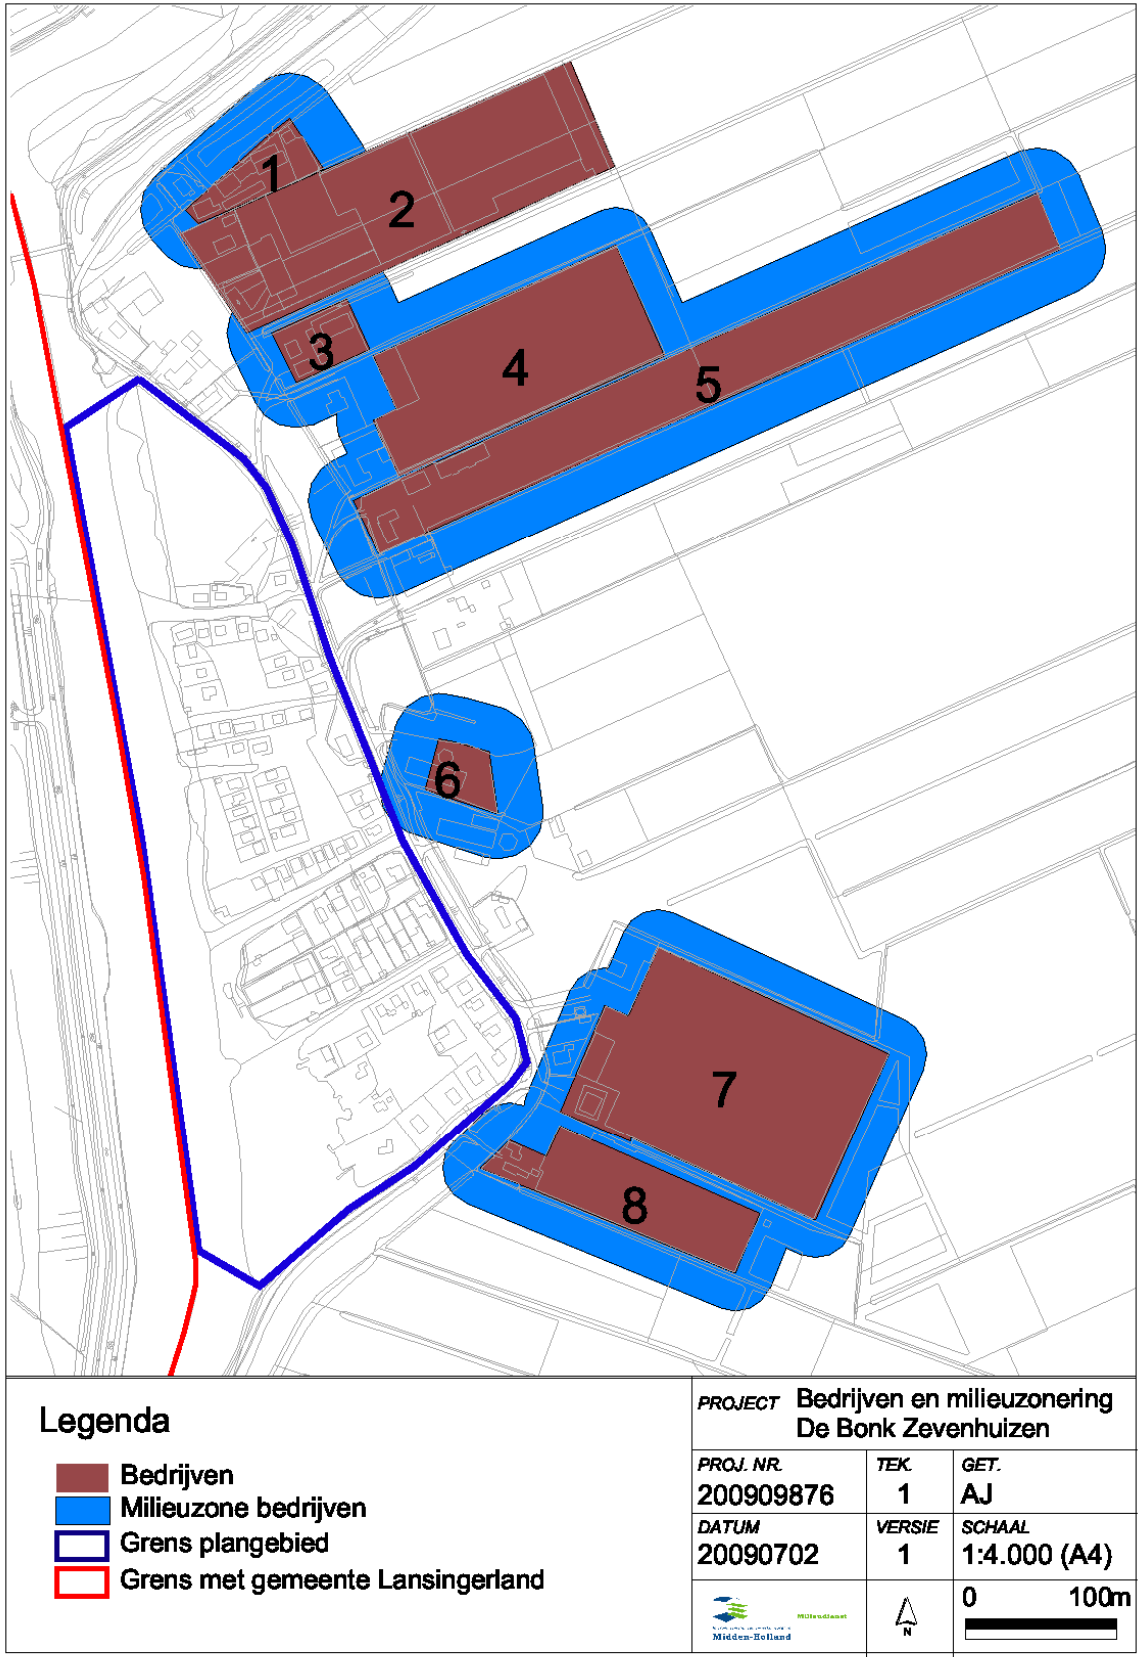 1
2
3
4
5
6
7
8
Legenda
Bedrijven
Milieuzone bedrijven
Grens plangebied
Grens met gemeente Lansingerland
PROJECT Bedrijven en milieuzonering
De Bonk Zevenhuizen
PROJ. NR. TEK. GET.
200909876 1 AJ
DATUM VERSIE SCHAAL
20090702 1 1:4.000 (A4)
0 100m
Milieudienst
Midden-Holland
N